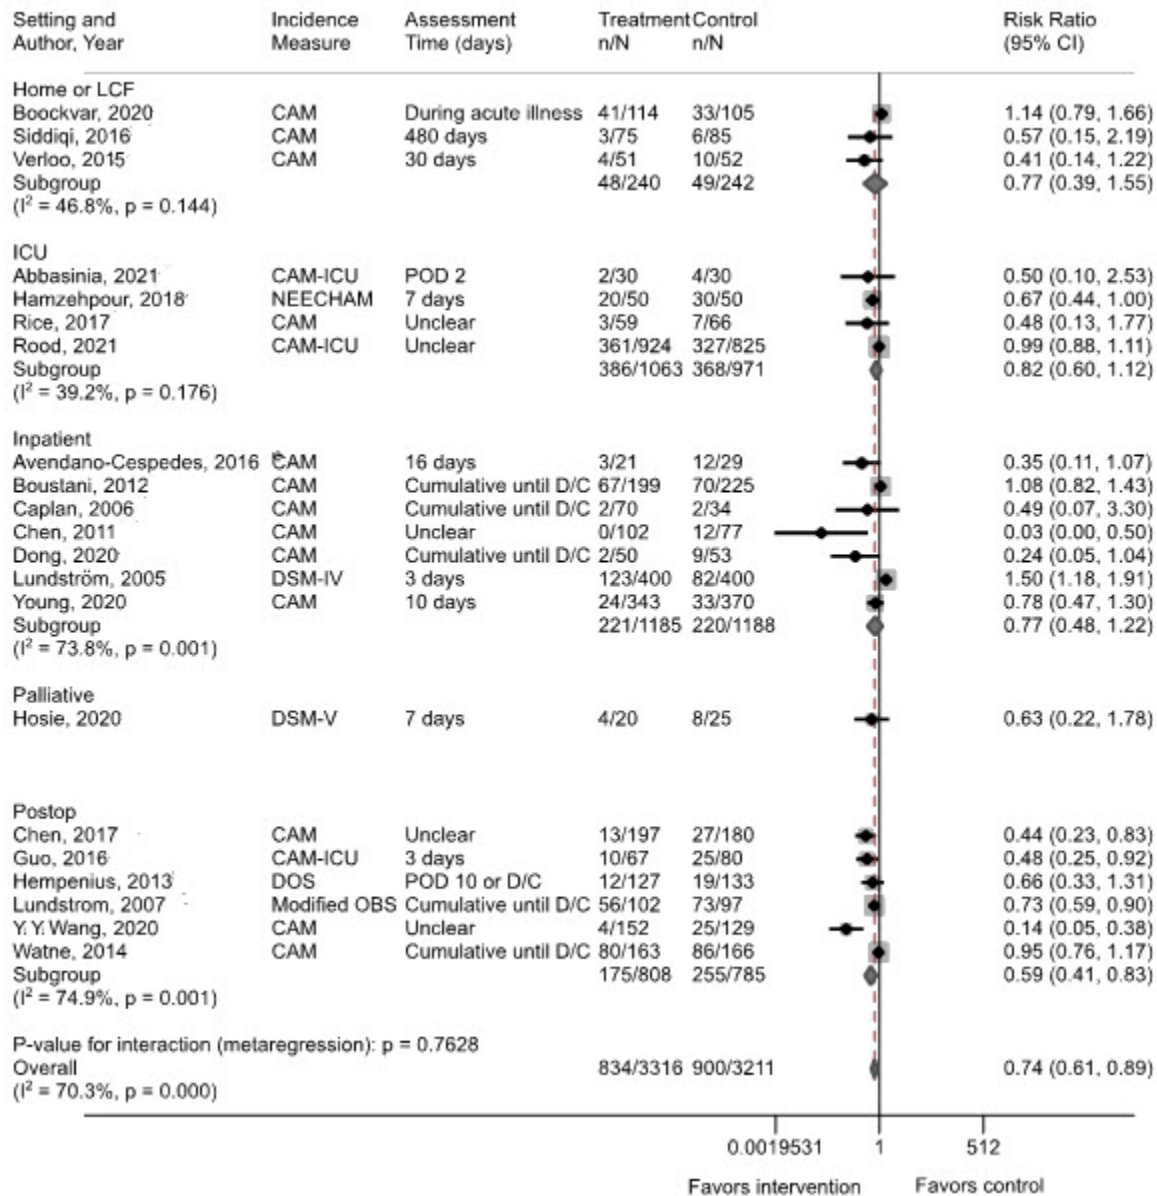 Setting and Incidence Assessment Treatment Control Risk Ratio
Author, Year Measure Time (days) n/N n/N (95% CI)
Home or LCF
Boockvar, 2020 CAM During acute illness 41/114 33/105 1.14 (0.79, 1.66)
Siddiqi, 2016 CAM 480 days 3/75 6/85 0.57 (0.15, 2.19)
Verloo, 2015 CAM 30 days 4/51 10/52 0.41 (0.14, 1.22)
Subgroup 48/240 49/242 0.77 (0.39, 1.55)
(I² = 46.8%, p = 0.144)
ICU
Abbasinia, 2021 CAM-ICU POD 2 2/30 4/30 0.50 (0.10, 2.53)
Hamzehpour, 2018 NEECHAM 7 days 20/50 30/50 0.67 (0.44, 1.00)
Rice, 2017 CAM Unclear 3/59 7/66 0.48 (0.13, 1.77)
Rood, 2021 CAM-ICU Unclear 361/924 327/825 0.99 (0.88, 1.11)
Subgroup 386/1063 368/971 0.82 (0.60, 1.12)
(I² = 39.2%, p = 0.176)
Inpatient
Avendano-Cespedes, 2016 CAM 16 days 3/21 12/29 0.35 (0.11, 1.07)
Boustani, 2012 CAM Cumulative until D/C 67/199 70/225 1.08 (0.82, 1.43)
Caplan, 2006 CAM Cumulative until D/C 2/70 2/34 0.49 (0.07, 3.30)
Chen, 2011 CAM Unclear 0/102 12/77 0.03 (0.00, 0.50)
Dong, 2020 CAM Cumulative until D/C 2/50 9/53 0.24 (0.05, 1.04)
Lundström, 2005 DSM-IV 3 days 123/400 82/400 1.50 (1.18, 1.91)
Young, 2020 CAM 10 days 24/343 33/370 0.78 (0.47, 1.30)
Subgroup 221/1185 220/1188 0.77 (0.48, 1.22)
(I² = 73.8%, p = 0.001)
Palliative
Hosie, 2020 DSM-V 7 days 4/20 8/25 0.63 (0.22, 1.78)
Postop
Chen, 2017 CAM Unclear 13/197 27/180 0.44 (0.23, 0.83)
Guo, 2016 CAM-ICU 3 days 10/67 25/80 0.48 (0.25, 0.92)
Hempenius, 2013 DOS POD 10 or D/C 12/127 19/133 0.66 (0.33, 1.31)
Lundstrom, 2007 Modified OBS Cumulative until D/C 56/102 73/97 0.73 (0.59, 0.90)
Y. Y. Wang, 2020 CAM Unclear 4/152 25/129 0.14 (0.05, 0.38)
Watne, 2014 CAM Cumulative until D/C 80/163 86/166 0.95 (0.76, 1.17)
Subgroup 175/808 255/785 0.59 (0.41, 0.83)
(I² = 74.9%, p = 0.001)
P-value for interaction (metaregression): p = 0.7628
Overall 834/3316 900/3211 0.74 (0.61, 0.89)
(I² = 70.3%, p = 0.000)
0.0019531 1 512
Favors intervention Favors control